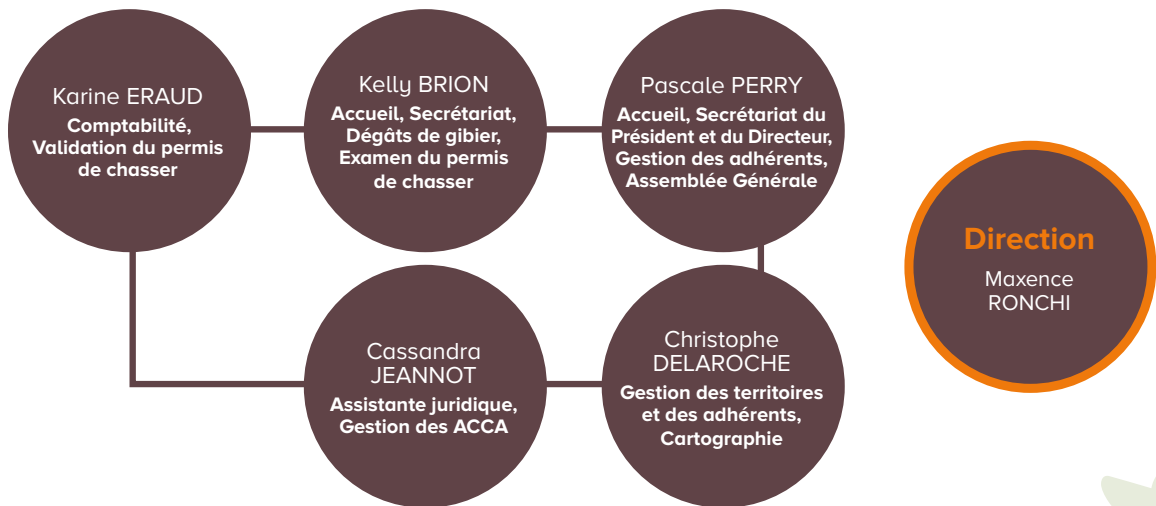 Karine ERAUD
Comptabilité,
Validation du permis
de chasser
Kelly BRION
Accueil, Secrétariat,
Dégâts de gibier,
Examen du permis
de chasser
Pascale PERRY
Accueil, Secrétariat du
Président et du Directeur,
Gestion des adhérents,
Assemblée Générale
Direction
Maxence
RONCHI
Cassandra
JEANNOT
Assistante juridique,
Gestion des ACCA
Christophe
DELAROCHE
Gestion des territoires
et des adhérents,
Cartographie